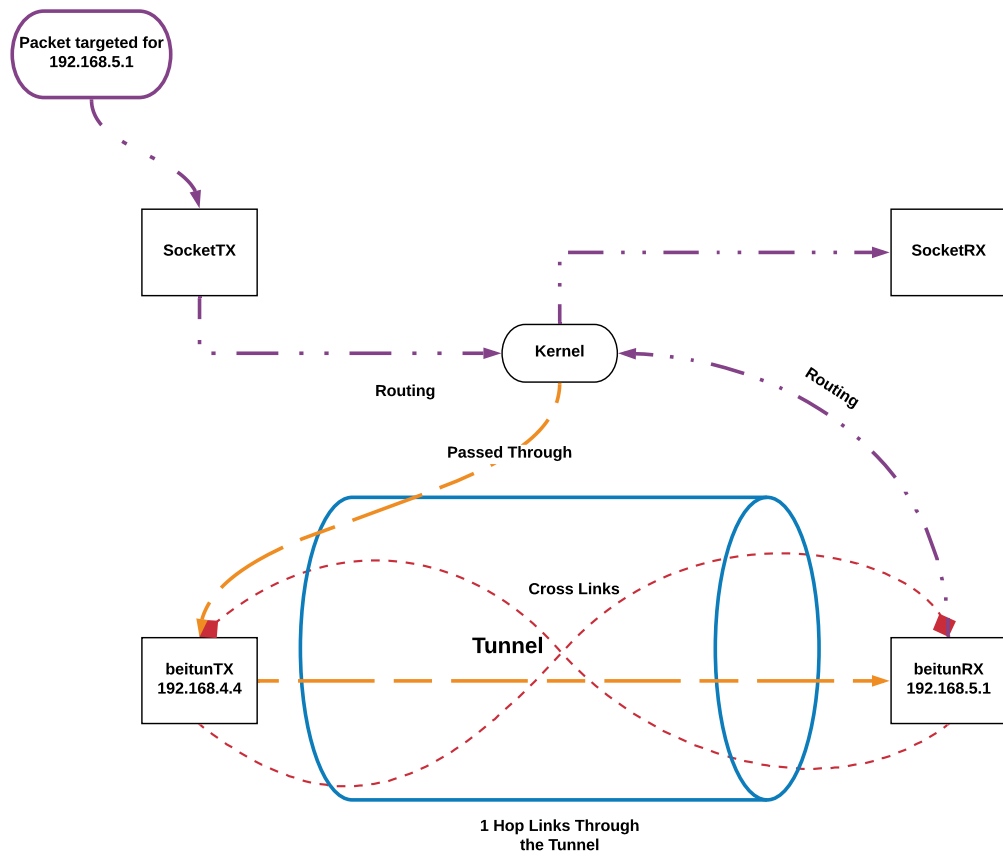 Packet targeted for
192.168.5.1
SocketTX
SocketRX
Kernel
Routing
Routing
Passed Through
Cross Links
Tunnel
beitunTX
192.168.4.4
beitunRX
192.168.5.1
1 Hop Links Through
the Tunnel